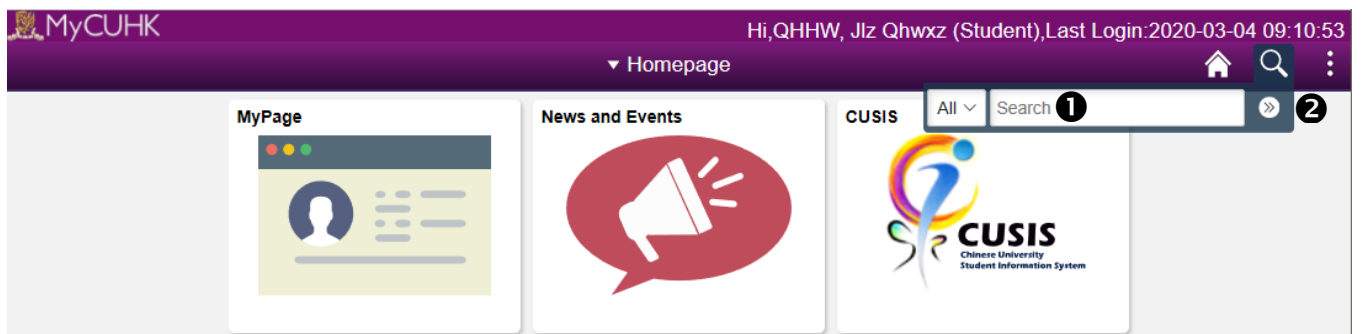 MyCUHK
Hi,QHHW, Jlz Qhwxz (Student),Last Login:2020-03-04 09:10:53
Homepage
All Search ❶ ❷
MyPage
News and Events
CUSIS
CUSIS
Chinese University
Student Information System